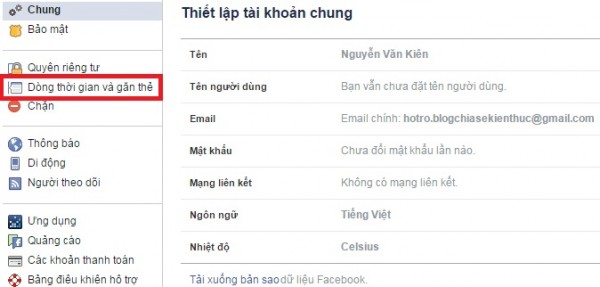 Chung
Bảo mật
Quyền riêng tư
Dòng thời gian và gắn thẻ
Chặn
Thông báo
Di động
Người theo dõi
Ứng dụng
Quảng cáo
Các khoản thanh toán
Bảng điều khiển hỗ trợ
Thiết lập tài khoản chung
Tên Nguyễn Văn Kiên
Tên người dùng Bạn vẫn chưa đặt tên người dùng.
Email Email chính: hotro.blogchiasekienthuc@gmail.com
Mật khẩu Chưa đổi mật khẩu lần nào.
Mạng liên kết Không có mạng liên kết.
Ngôn ngữ Tiếng Việt
Nhiệt độ Celsius
Tải xuống bản sao dữ liệu Facebook.